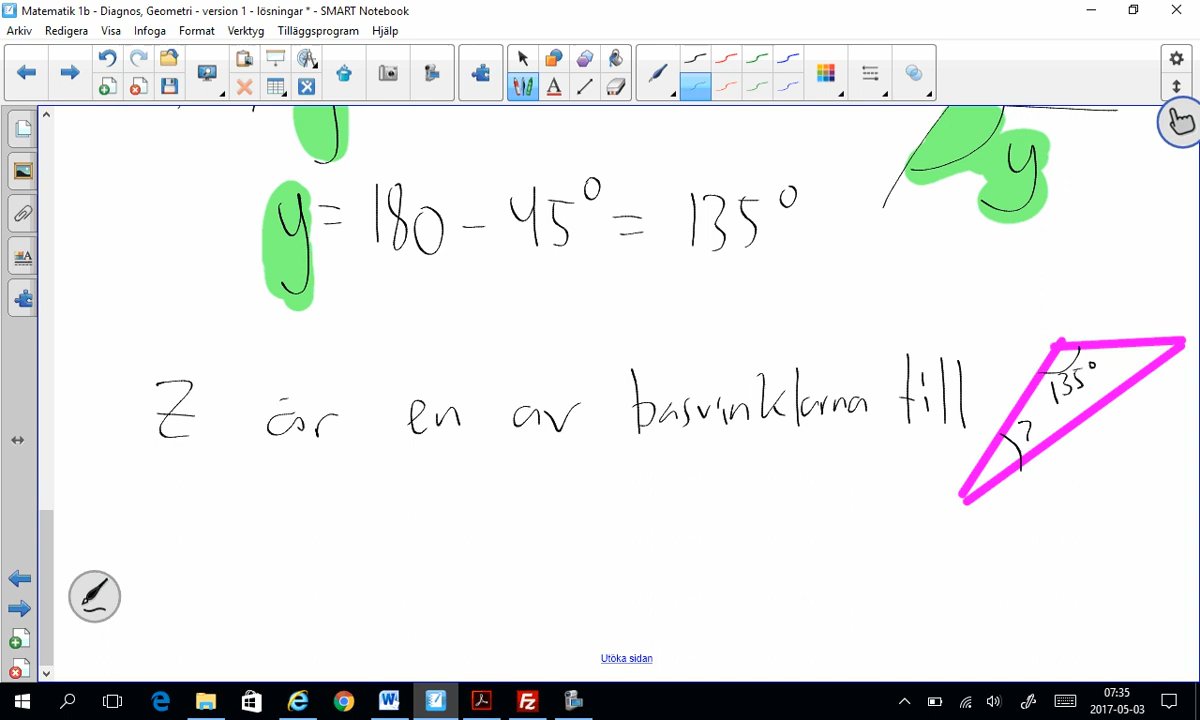 Matematik 1b - Diagnos, Geometri - version 1 - lösningar * - SMART Notebook
Arkiv Redigera Visa Infoga Format Verktyg Tilläggsprogram Hjälp
y
y = 180 - 45° = 135°
Z är en av basvinklarna till
135°
?
Utöka sidan
07:35
2017-05-03